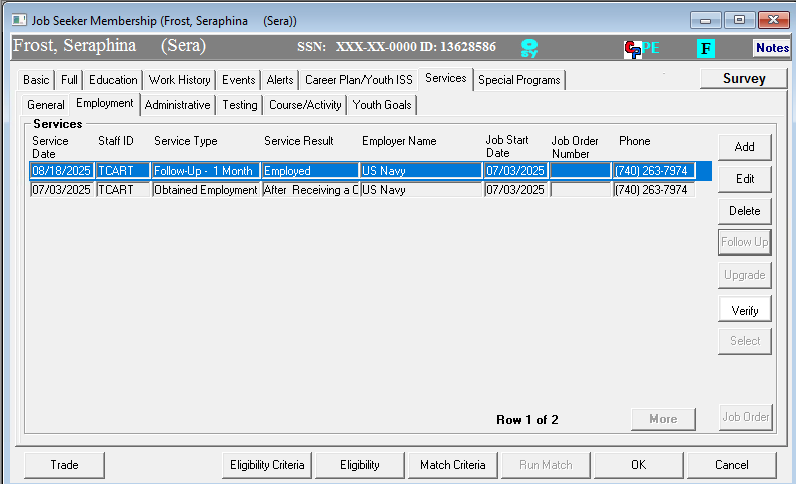 Job Seeker Membership (Frost, Seraphina (Sera))
Frost, Seraphina (Sera) SSN: XXX-XX-0000 ID: 13628586 SY CP PE F Notes
Basic Full Education Work History Events Alerts Career Plan/Youth ISS Services Special Programs Survey
General Employment Administrative Testing Course/Activity Youth Goals
Services
Service Date Staff ID Service Type Service Result Employer Name Job Start Date Job Order Number Phone
08/18/2025 TCART Follow-Up - 1 Month Employed US Navy 07/03/2025 (740) 263-7974
07/03/2025 TCART Obtained Employment After Receiving a C US Navy 07/03/2025 (740) 263-7974
Add
Edit
Delete
Follow Up
Upgrade
Verify
Select
Row 1 of 2 More Job Order
Trade Eligibility Criteria Eligibility Match Criteria Run Match OK Cancel